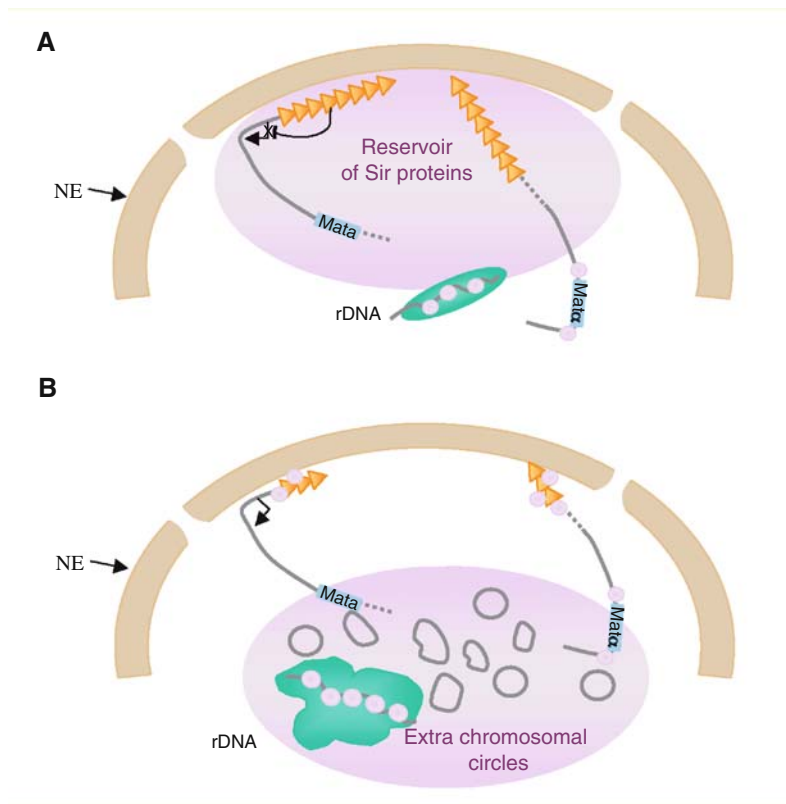 A
Reservoir
of Sir proteins
NE
Mata
rDNA
Matα
B
NE
Mata
Matα
rDNA
Extra chromosomal
circles